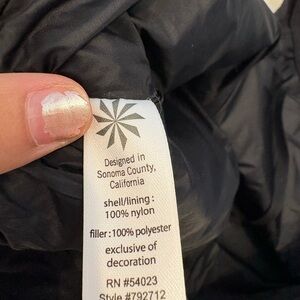 Designed in
Sonoma County,
California
shell/lining :
100% nylon
filler:100% polyester
exclusive of
decoration
RN #54023
Style #792712